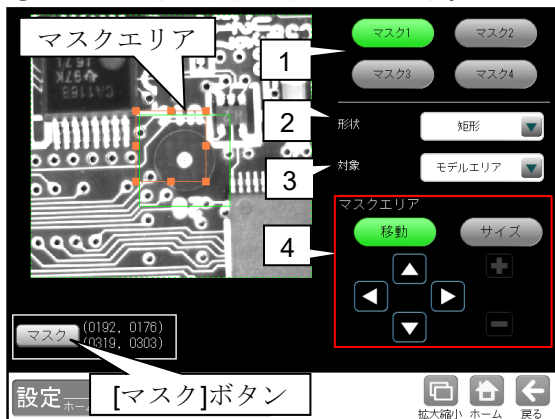 マスクエリア
1
マスク1
マスク2
マスク3
マスク4
2
形状
矩形
3
対象
モデルエリア
マスクエリア
4
移動
サイズ
マスク
(0192, 0176)
(0319, 0303)
[マスク]ボタン
設定
ホー
拡大縮小
ホーム
戻る